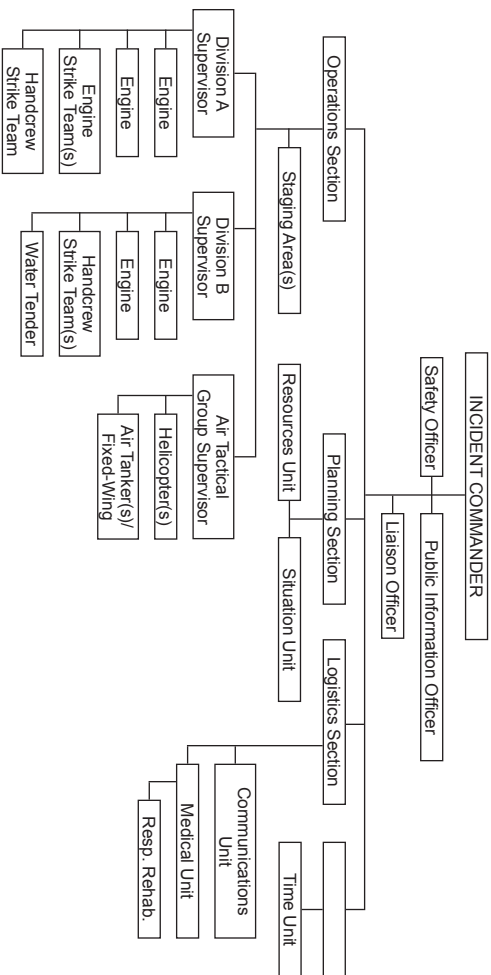 INCIDENT COMMANDER
Safety Officer
Public Information Officer
Liaison Officer
Operations Section
Staging Area(s)
Planning Section
Resources Unit
Situation Unit
Logistics Section
Communications
Unit
Medical Unit
Resp. Rehab.
Time Unit
Division A
Supervisor
Engine
Engine
Engine
Strike Team(s)
Handcrew
Strike Team
Division B
Supervisor
Engine
Engine
Handcrew
Strike Team(s)
Water Tender
Air Tactical
Group Supervisor
Helicopter(s)
Air Tanker(s)/
Fixed-Wing